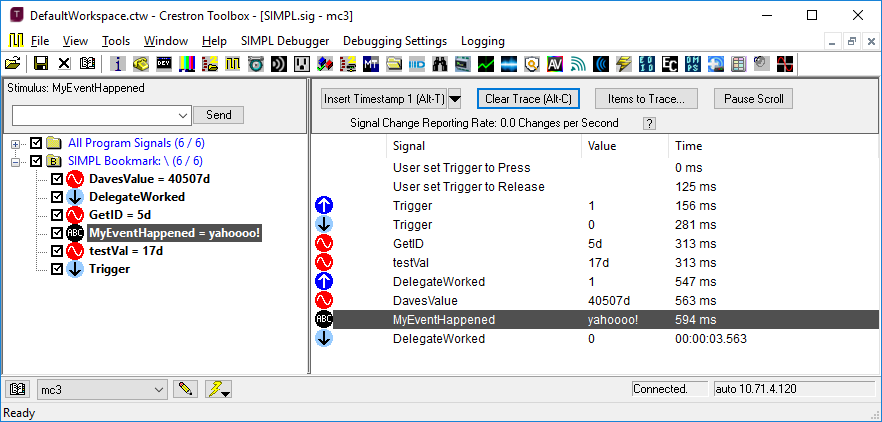 DefaultWorkspace.ctw - Crestron Toolbox - [SIMPL.sig - mc3]
File View Tools Window Help SIMPL Debugger Debugging Settings Logging
Stimulus: MyEventHappened
Send
All Program Signals (6 / 6)
SIMPL Bookmark: \ (6 / 6)
DavesValue = 40507d
DelegateWorked
GetID = 5d
MyEventHappened = yahoooo!
testVal = 17d
Trigger
Insert Timestamp 1 (Alt-T) Clear Trace (Alt-C) Items to Trace... Pause Scroll
Signal Change Reporting Rate: 0.0 Changes per Second ?
Signal Value Time
User set Trigger to Press 0 ms
User set Trigger to Release 125 ms
Trigger 1 156 ms
Trigger 0 281 ms
GetID 5d 313 ms
testVal 17d 313 ms
DelegateWorked 1 547 ms
DavesValue 40507d 563 ms
ABC MyEventHappened yahoooo! 594 ms
DelegateWorked 0 00:00:03.563
mc3 Connected. auto 10.71.4.120
Ready